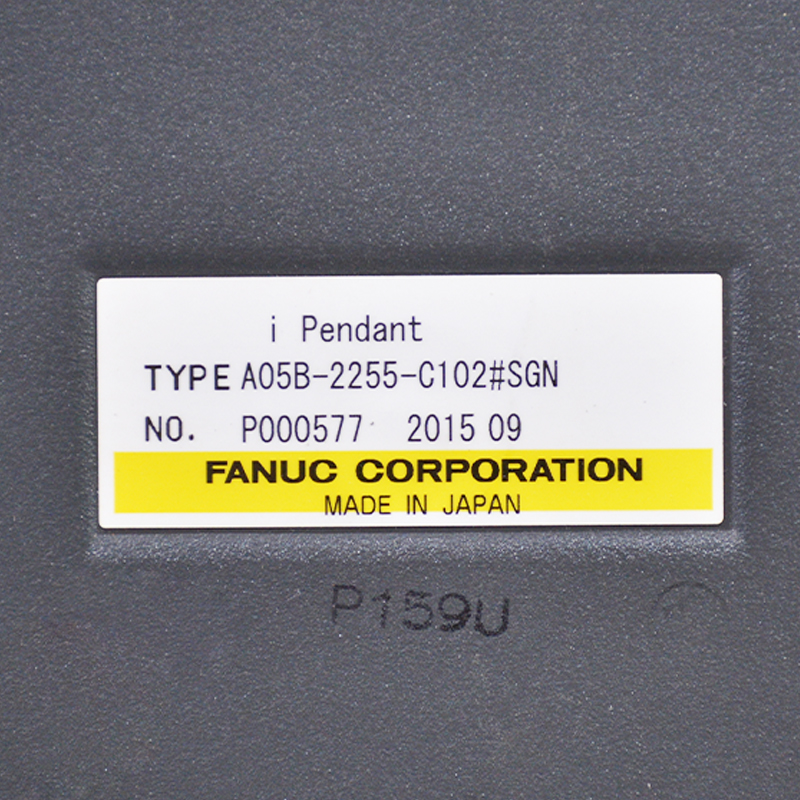 i Pendant
TYPE A05B-2255-C102#SGN
NO. P000577 2015 09
FANUC CORPORATION
MADE IN JAPAN
P159U